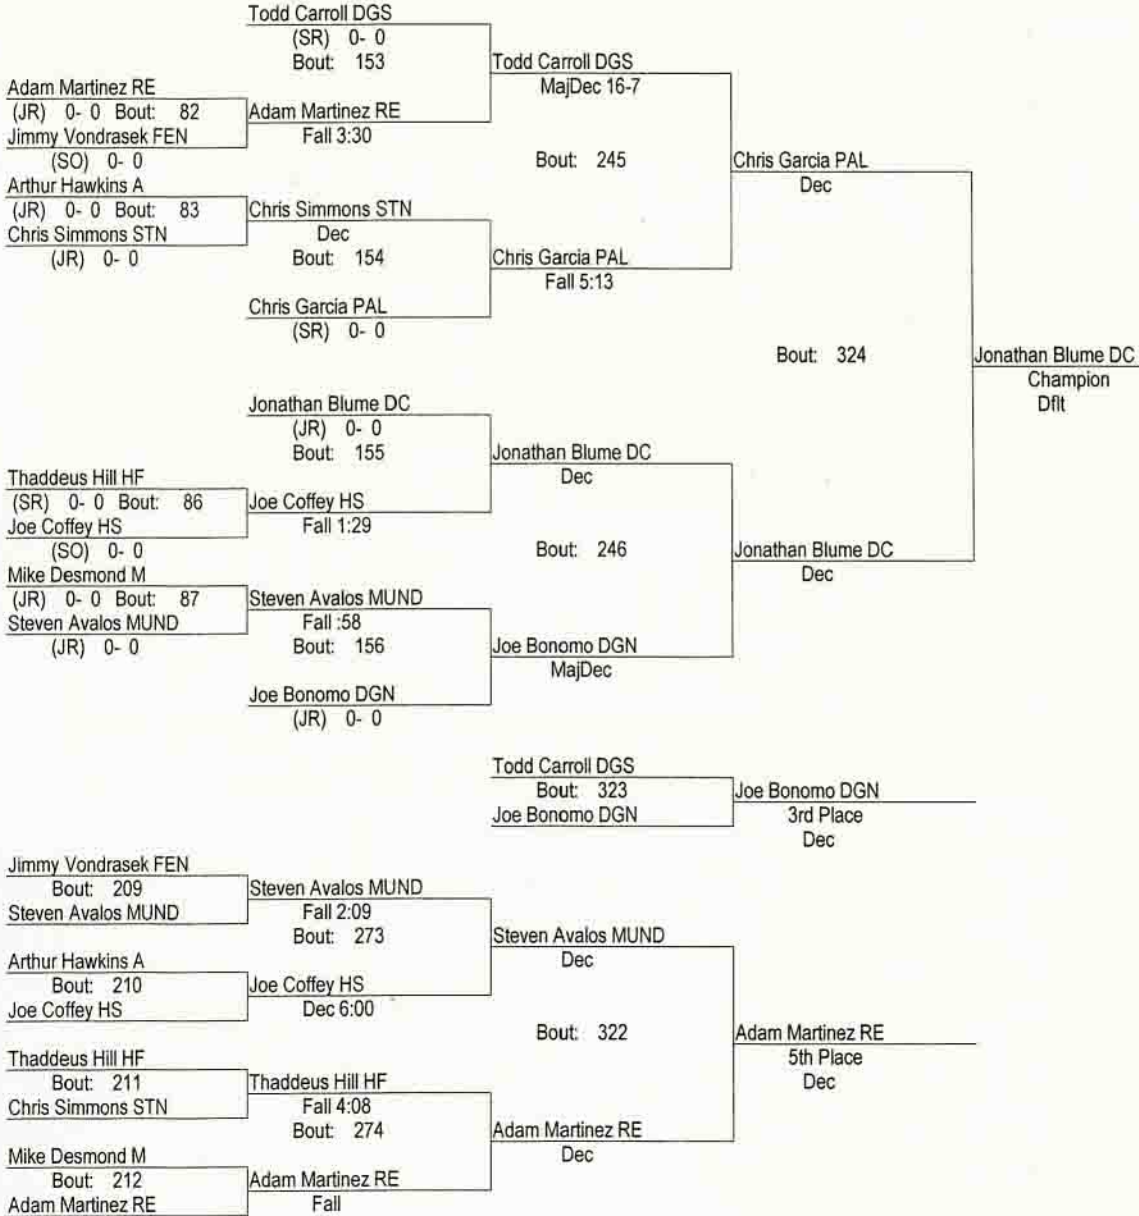 Todd Carroll DGS
(SR) 0- 0
Bout: 153
Todd Carroll DGS
MajDec 16-7
Adam Martinez RE
(JR) 0- 0 Bout: 82
Adam Martinez RE
Jimmy Vondrasek FEN
Fall 3:30
(SO) 0- 0
Bout: 245
Chris Garcia PAL
Dec
Arthur Hawkins A
(JR) 0- 0 Bout: 83
Chris Simmons STN
Chris Simmons STN
Dec
(JR) 0- 0
Bout: 154
Chris Garcia PAL
Fall 5:13
Chris Garcia PAL
(SR) 0- 0
Bout: 324
Jonathan Blume DC
Champion
Dflt
Jonathan Blume DC
(JR) 0- 0
Bout: 155
Jonathan Blume DC
Dec
Thaddeus Hill HF
(SR) 0- 0 Bout: 86
Joe Coffey HS
Joe Coffey HS
Fall 1:29
(SO) 0- 0
Bout: 246
Jonathan Blume DC
Dec
Mike Desmond M
(JR) 0- 0 Bout: 87
Steven Avalos MUND
Steven Avalos MUND
Fall :58
(JR) 0- 0
Bout: 156
Joe Bonomo DGN
MajDec
Joe Bonomo DGN
(JR) 0- 0
Todd Carroll DGS
Bout: 323
Joe Bonomo DGN
Joe Bonomo DGN
3rd Place
Dec
Jimmy Vondrasek FEN
Bout: 209
Steven Avalos MUND
Steven Avalos MUND
Fall 2:09
Bout: 273
Steven Avalos MUND
Dec
Arthur Hawkins A
Bout: 210
Joe Coffey HS
Joe Coffey HS
Dec 6:00
Bout: 322
Adam Martinez RE
5th Place
Dec
Thaddeus Hill HF
Bout: 211
Thaddeus Hill HF
Chris Simmons STN
Fall 4:08
Bout: 274
Adam Martinez RE
Dec
Mike Desmond M
Bout: 212
Adam Martinez RE
Adam Martinez RE
Fall